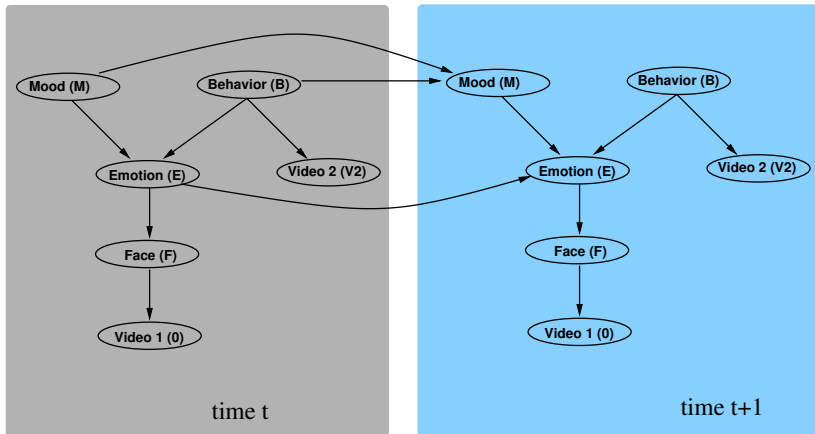 Mood (M)
Behavior (B)
Emotion (E)
Video 2 (V2)
Face (F)
Video 1 (0)
time t
Mood (M)
Behavior (B)
Emotion (E)
Video 2 (V2)
Face (F)
Video 1 (0)
time t+1